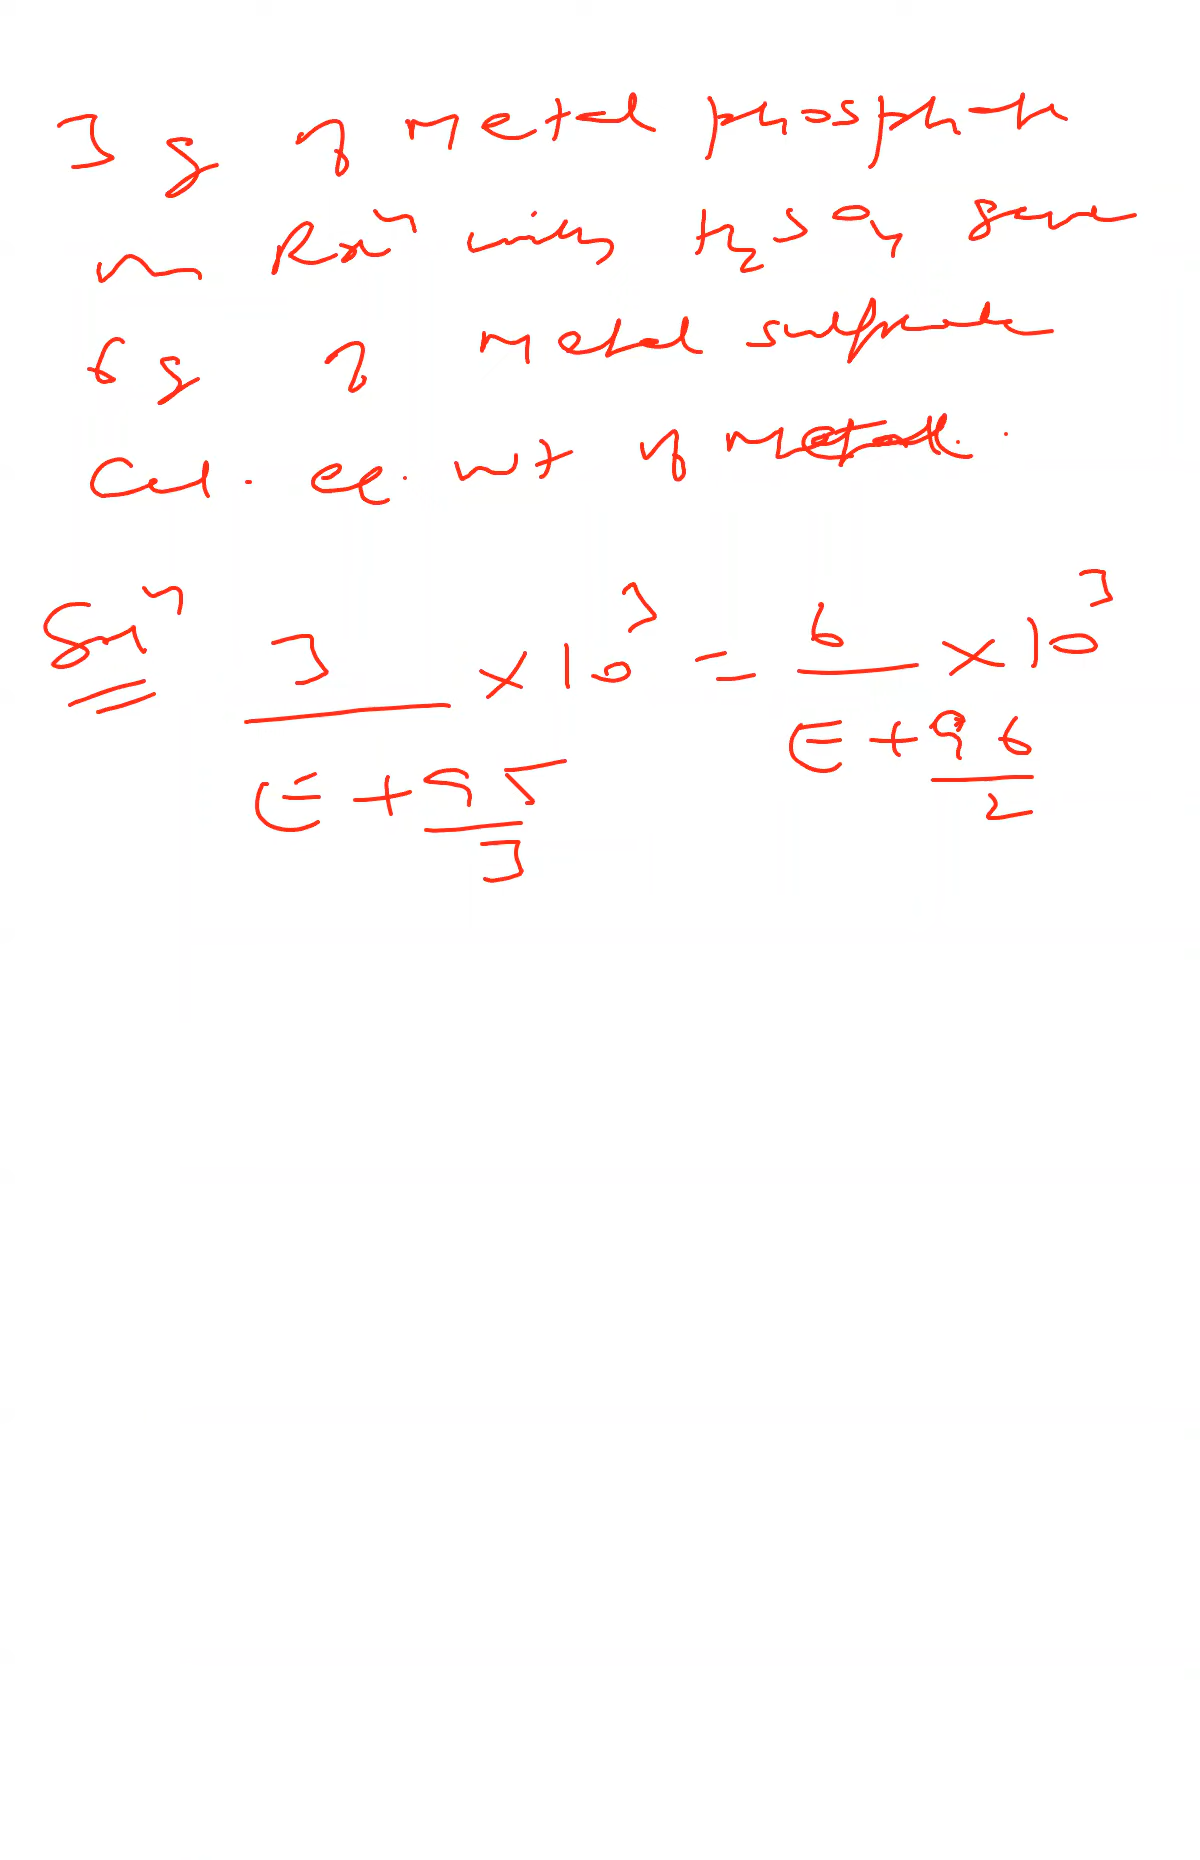 3 g of metal phosphate
on Rxn with H2SO4 gave
6 g of metal sulphate
Cal. eq. wt of metal.
Soln 3/(E + 95/3) × 10^3 = 6/(E + 96/2) × 10^3